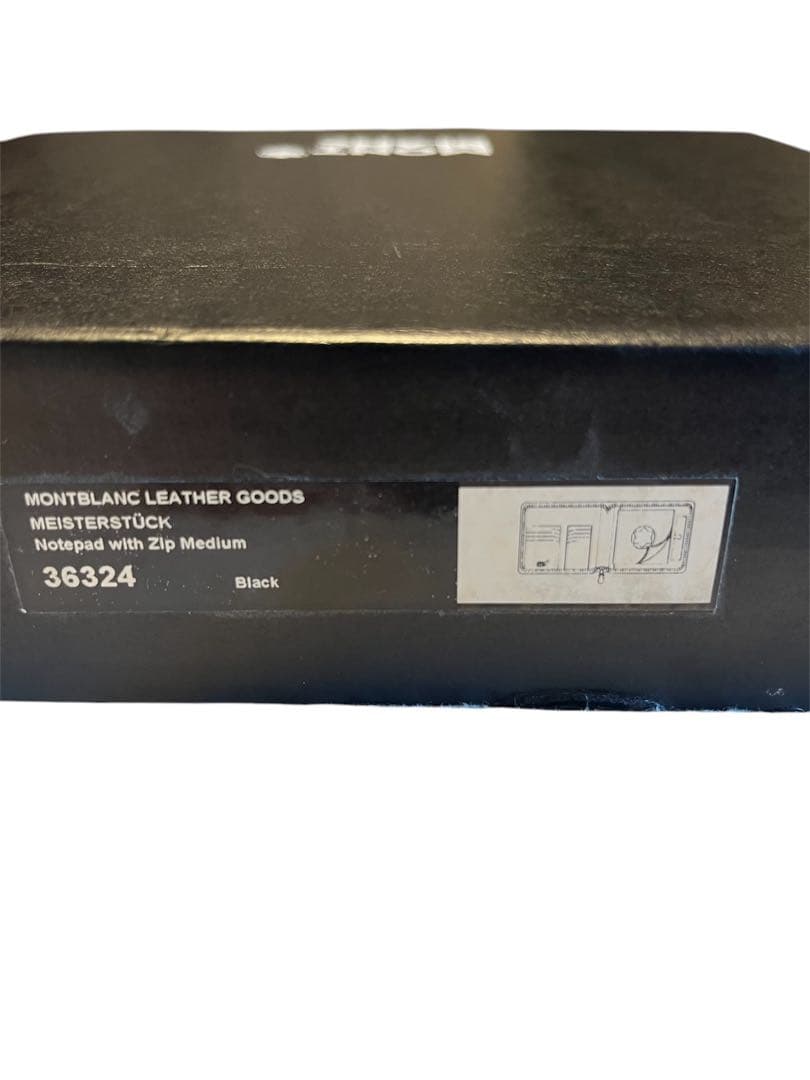 MONTBLANC LEATHER GOODS
MEISTERSTÜCK
Notepad with Zip Medium
36324 Black